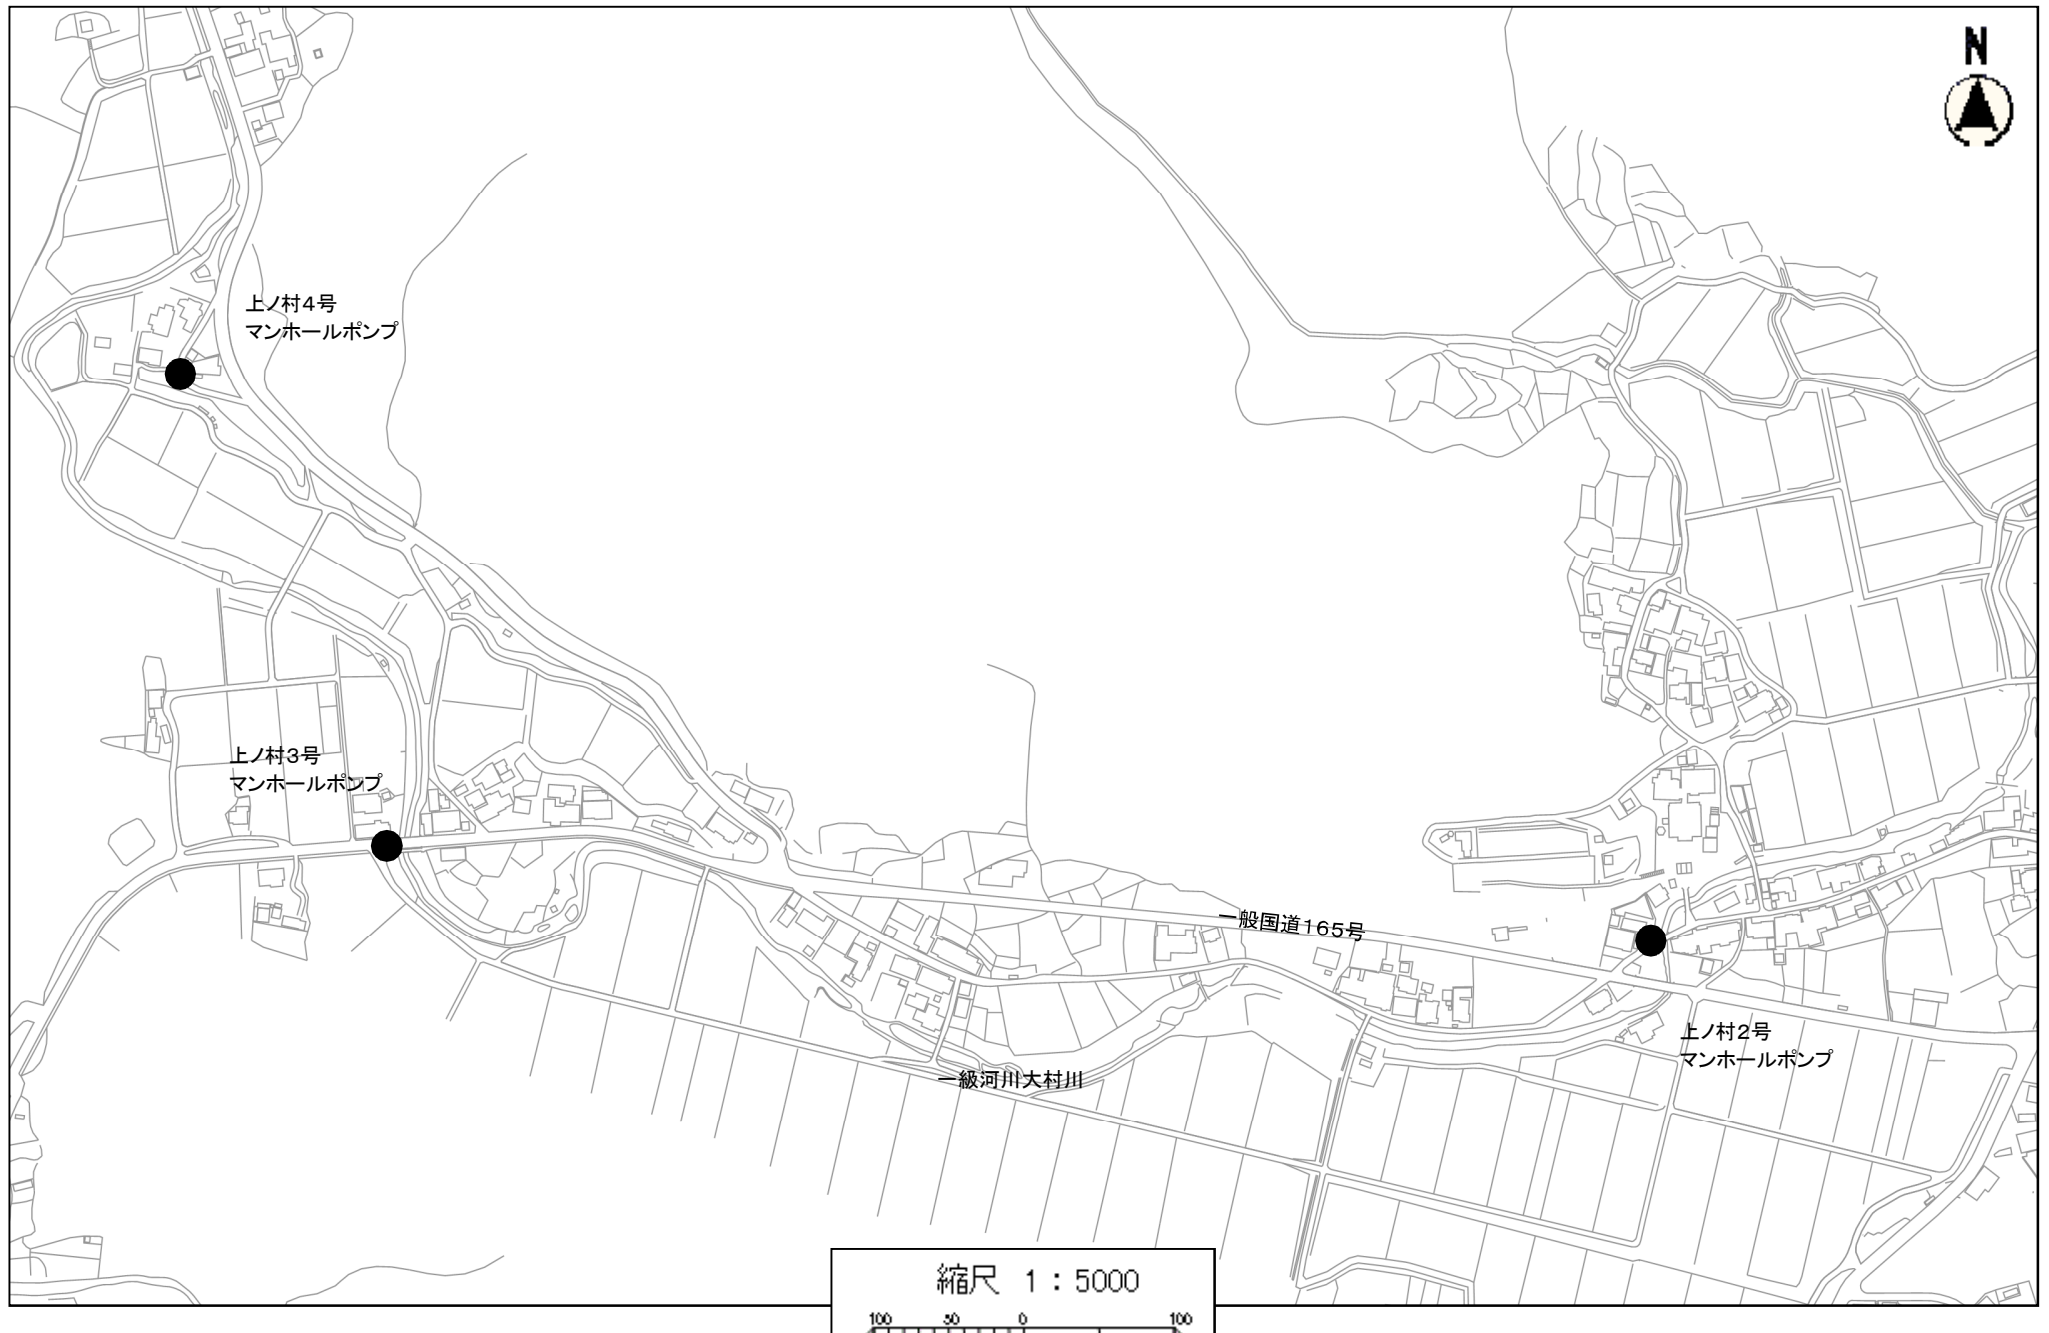 N
上ノ村4号
マンホールポンプ
上ノ村3号
マンホールポンプ
一般国道165号
上ノ村2号
マンホールポンプ
一級河川大村川
縮尺 1：5000
100 50 0 100